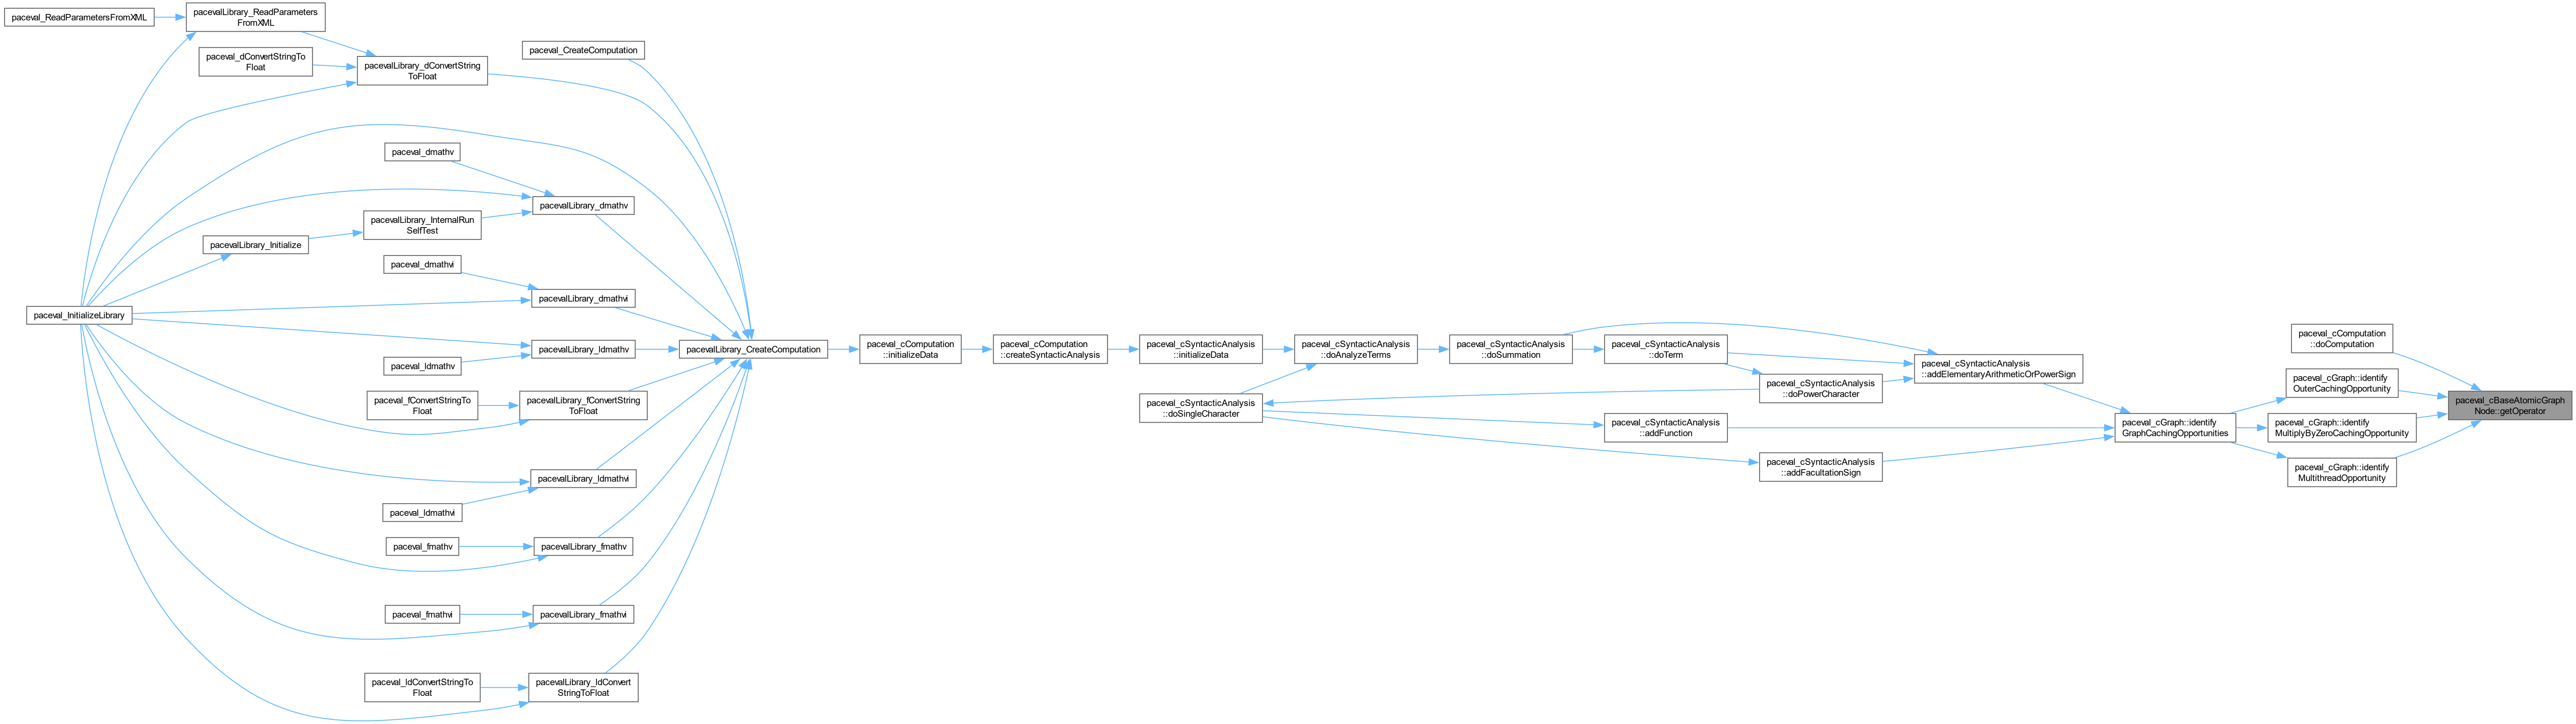 paceval_ReadParametersFromXML
pacevalLibrary_ReadParameters
FromXML
paceval_dConvertStringTo
Float
pacevalLibrary_dConvertString
ToFloat
paceval_CreateComputation
paceval_dmathv
pacevalLibrary_dmathv
pacevalLibrary_InternalRun
SelfTest
pacevalLibrary_Initialize
paceval_dmathvi
pacevalLibrary_dmathvi
paceval_InitializeLibrary
pacevalLibrary_ldmathv
paceval_ldmathv
pacevalLibrary_CreateComputation
paceval_fConvertStringTo
Float
pacevalLibrary_fConvertString
ToFloat
pacevalLibrary_ldmathvi
paceval_ldmathvi
paceval_fmathv
pacevalLibrary_fmathv
paceval_fmathvi
pacevalLibrary_fmathvi
paceval_ldConvertStringTo
Float
pacevalLibrary_ldConvert
StringToFloat
paceval_cComputation
::initializeData
paceval_cComputation
::createSyntacticAnalysis
paceval_cSyntacticAnalysis
::initializeData
paceval_cSyntacticAnalysis
::doAnalyzeTerms
paceval_cSyntacticAnalysis
::doSingleCharacter
paceval_cSyntacticAnalysis
::doSummation
paceval_cSyntacticAnalysis
::doTerm
paceval_cSyntacticAnalysis
::doPowerCharacter
paceval_cSyntacticAnalysis
::addFunction
paceval_cSyntacticAnalysis
::addFacultationSign
paceval_cSyntacticAnalysis
::addElementaryArithmeticOrPowerSign
paceval_cGraph::identify
GraphCachingOpportunities
paceval_cComputation
::doComputation
paceval_cGraph::identify
OuterCachingOpportunity
paceval_cGraph::identify
MultiplyByZeroCachingOpportunity
paceval_cGraph::identify
MultithreadOpportunity
paceval_cBaseAtomicGraph
Node::getOperator